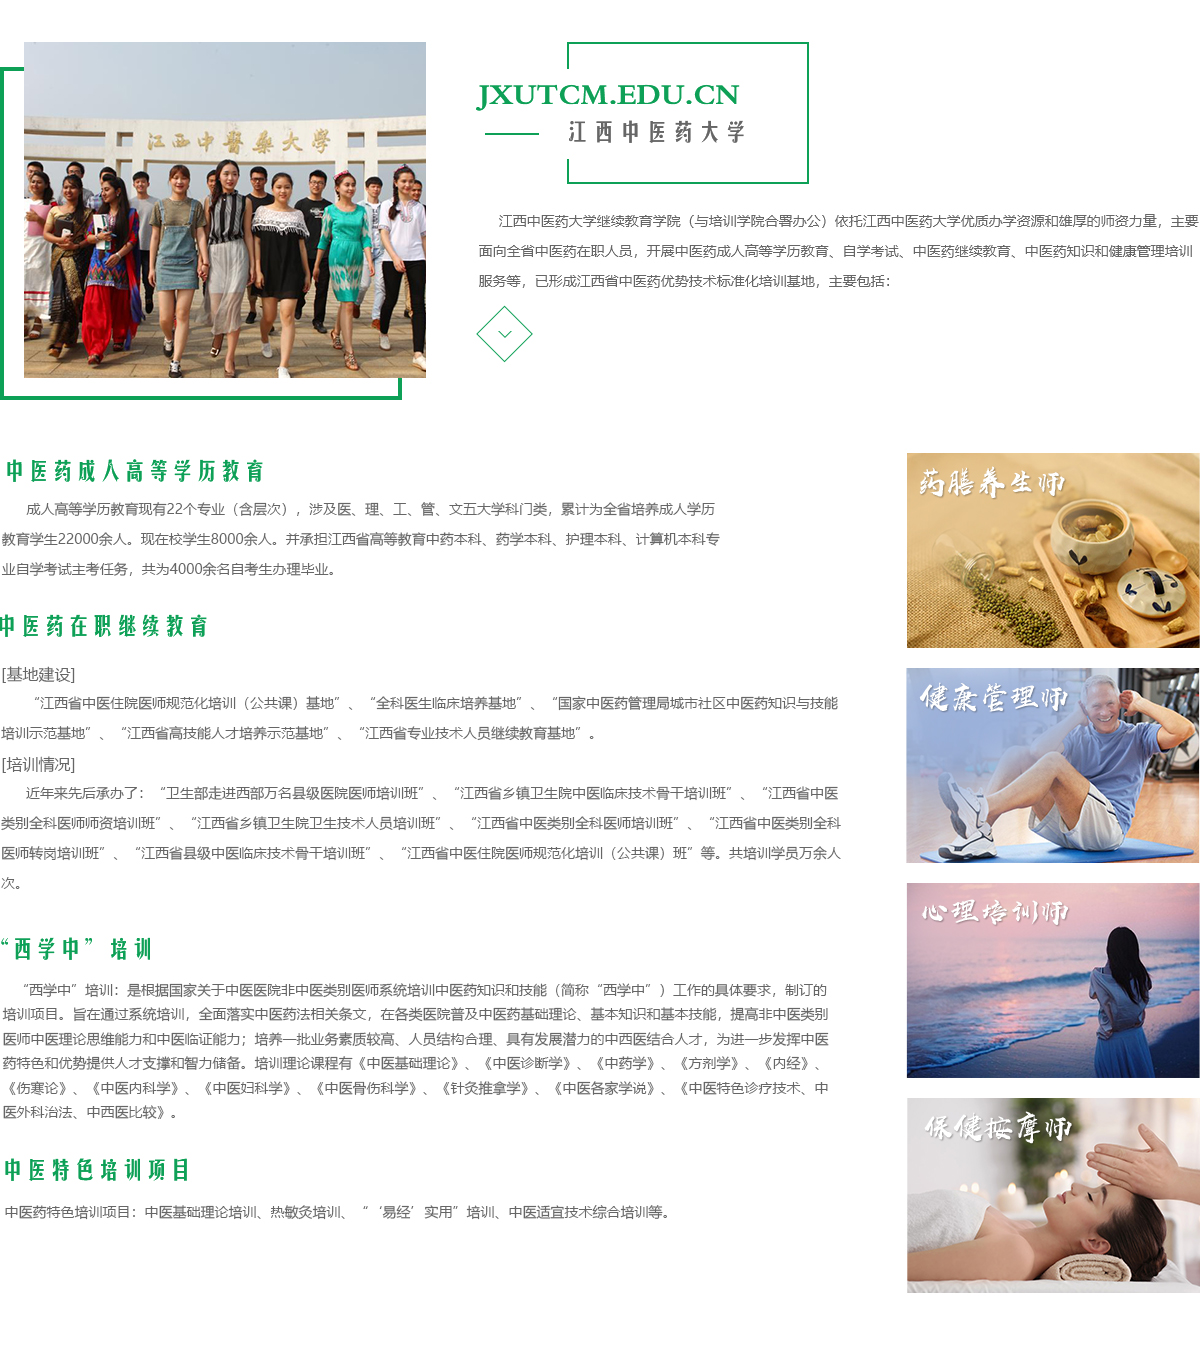 江西中醫藥大学
JXUTCM.EDU.CN
江西中医药大学
江西中医药大学继续教育学院（与培训学院合署办公）依托江西中医药大学优质办学资源和雄厚的师资力量，主要
面向全省中医药在职人员，开展中医药成人高等学历教育、自学考试、中医药继续教育、中医药知识和健康管理培训
服务等，已形成江西省中医药优势技术标准化培训基地，主要包括：
中医药成人高等学历教育
成人高等学历教育现有22个专业（含层次），涉及医、理、工、管、文五大学科门类，累计为全省培养成人学历
教育学生22000余人。现在校学生8000余人。并承担江西省高等教育中药本科、药学本科、护理本科、计算机本科专
业自学考试主考任务，共为4000余名自考生办理毕业。
中医药在职继续教育
[基地建设]
“江西省中医住院医师规范化培训（公共课）基地”、“全科医生临床培养基地”、“国家中医药管理局城市社区中医药知识与技能
培训示范基地”、“江西省高技能人才培养示范基地”、“江西省专业技术人员继续教育基地”。
[培训情况]
近年来先后承办了：“卫生部走进西部万名县级医院医师培训班”、“江西省乡镇卫生院中医临床技术骨干培训班”、“江西省中医
类别全科医师师资培训班”、“江西省乡镇卫生院卫生技术人员培训班”、“江西省中医类别全科医师培训班”、“江西省中医类别全科
医师转岗培训班”、“江西省县级中医临床技术骨干培训班”、“江西省中医住院医师规范化培训（公共课）班”等。共培训学员万余人
次。
“西学中”培训
“西学中”培训：是根据国家关于中医医院非中医类别医师系统培训中医药知识和技能（简称“西学中”）工作的具体要求，制订的
培训项目。旨在通过系统培训，全面落实中医药法相关条文，在各类医院普及中医药基础理论、基本知识和基本技能，提高非中医类别
医师中医理论思维能力和中医临证能力；培养一批业务素质较高、人员结构合理、具有发展潜力的中西医结合人才，为进一步发挥中医
药特色和优势提供人才支撑和智力储备。培训理论课程有《中医基础理论》、《中医诊断学》、《中药学》、《方剂学》、《内经》、
《伤寒论》、《中医内科学》、《中医妇科学》、《中医骨伤科学》、《针灸推拿学》、《中医各家学说》、《中医特色诊疗技术、中
医外科治法、中西医比较》。
中医特色培训项目
中医药特色培训项目：中医基础理论培训、热敏灸培训、“‘易经’实用”培训、中医适宜技术综合培训等。
药膳养生师
健康管理师
心理培训师
保健按摩师